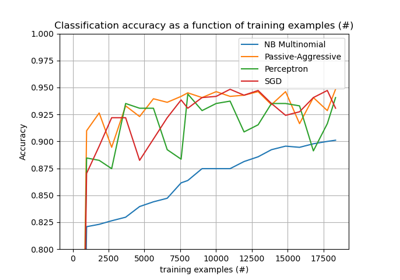 Classification accuracy as a function of training examples (#)
1.000
0.975
0.950
0.925
0.900
0.875
0.850
0.825
0.800
Accuracy
NB Multinomial
Passive-Aggressive
Perceptron
SGD
0 2500 5000 7500 10000 12500 15000 17500
training examples (#)